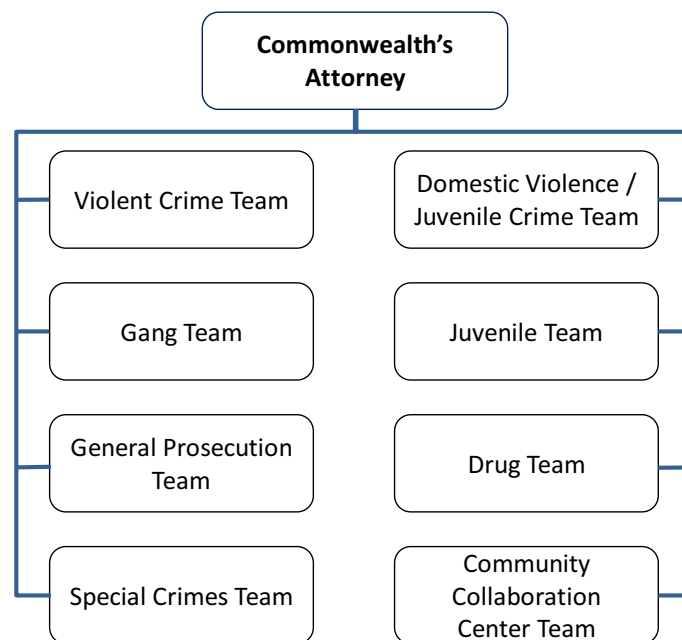 Commonwealth’s
Attorney
Violent Crime Team
Domestic Violence /
Juvenile Crime Team
Gang Team
Juvenile Team
General Prosecution
Team
Drug Team
Special Crimes Team
Community
Collaboration
Center Team